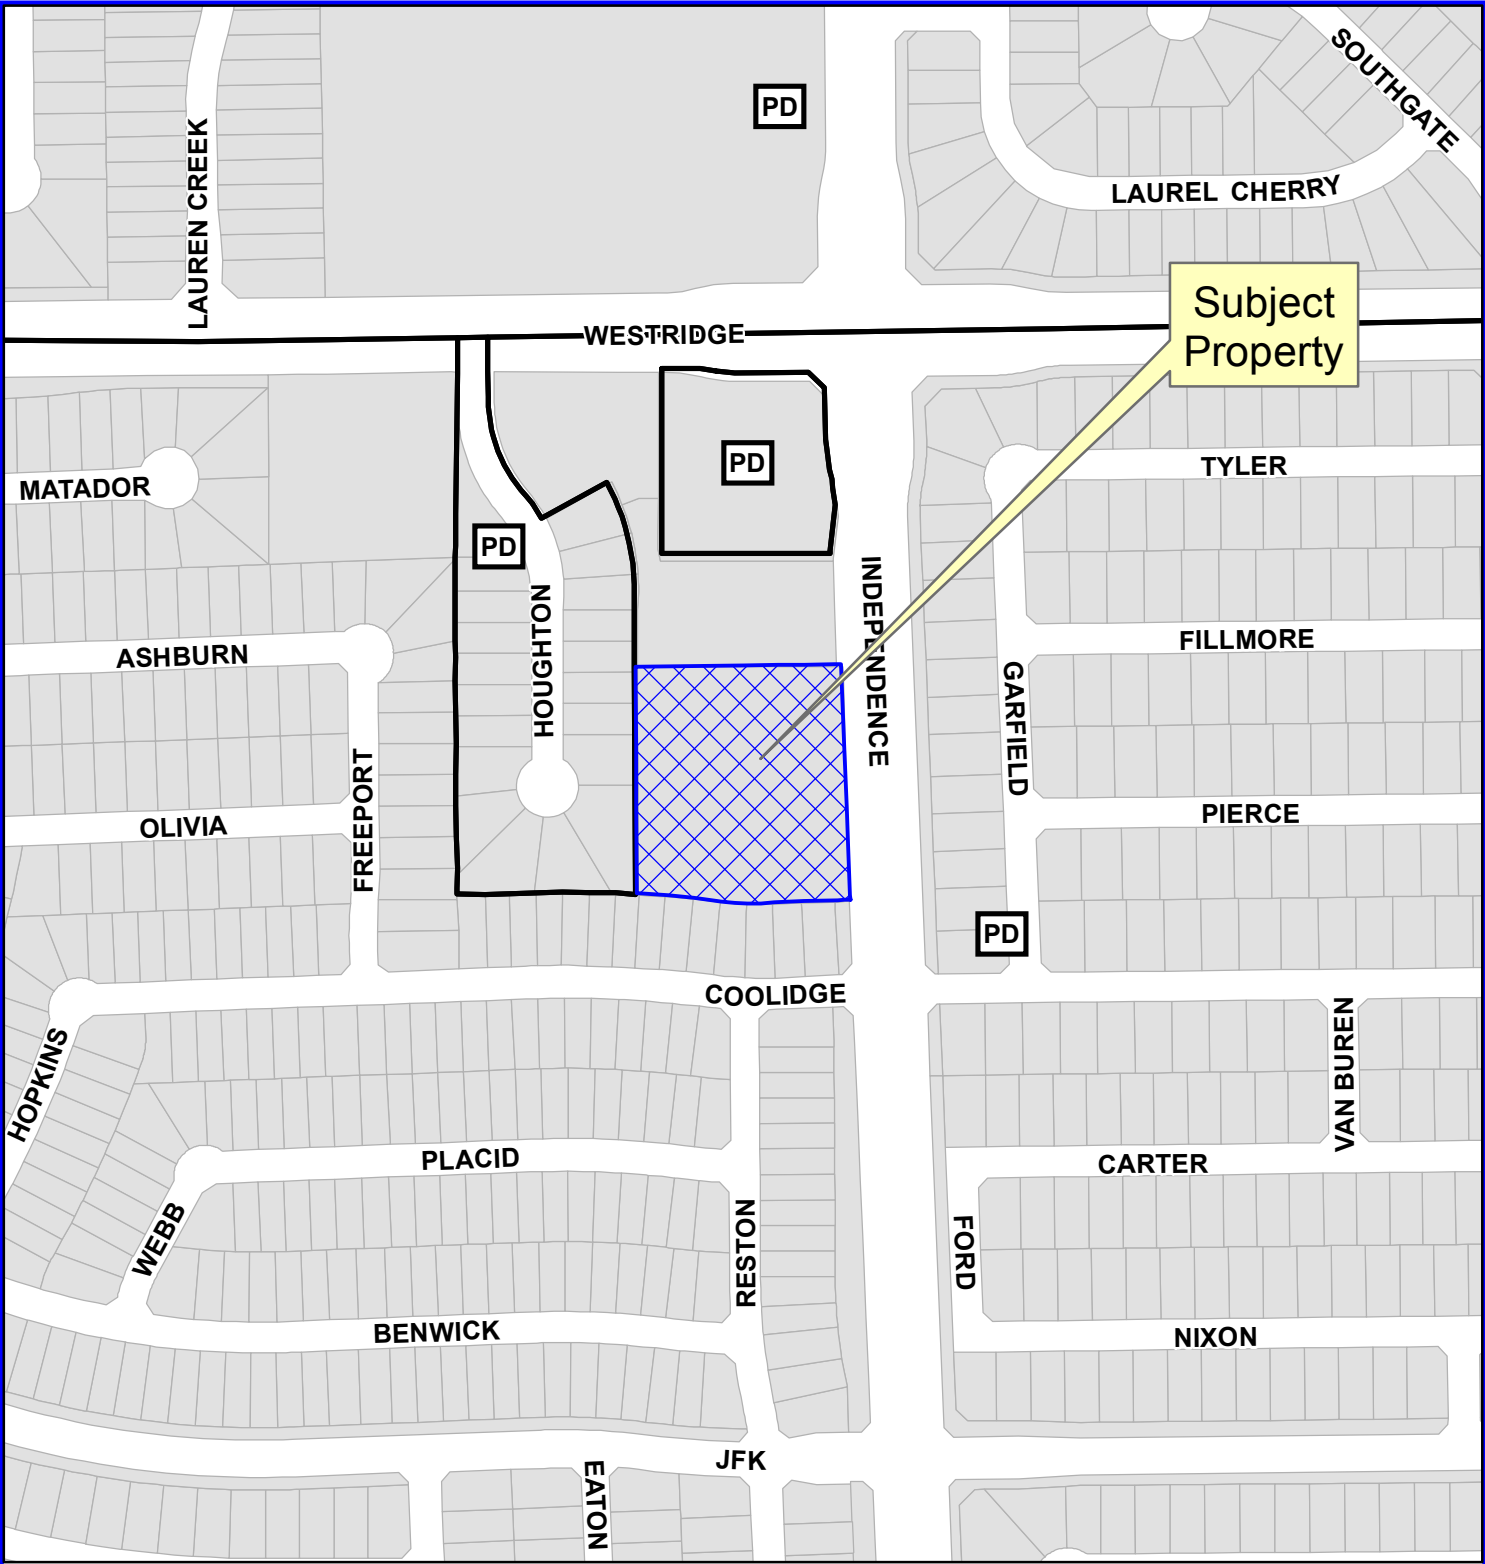 SOUTHGATE
PD
LAUREN CREEK
LAUREL CHERRY
Subject
Property
WESTRIDGE
PD
TYLER
MATADOR
PD
INDEPENDENCE
HOUGHTON
FILLMORE
ASHBURN
GARFIELD
FREEPORT
PIERCE
OLIVIA
PD
COOLIDGE
VAN BUREN
HOPKINS
PLACID
CARTER
WEBB
RESTON
FORD
BENWICK
NIXON
JFK
EATON